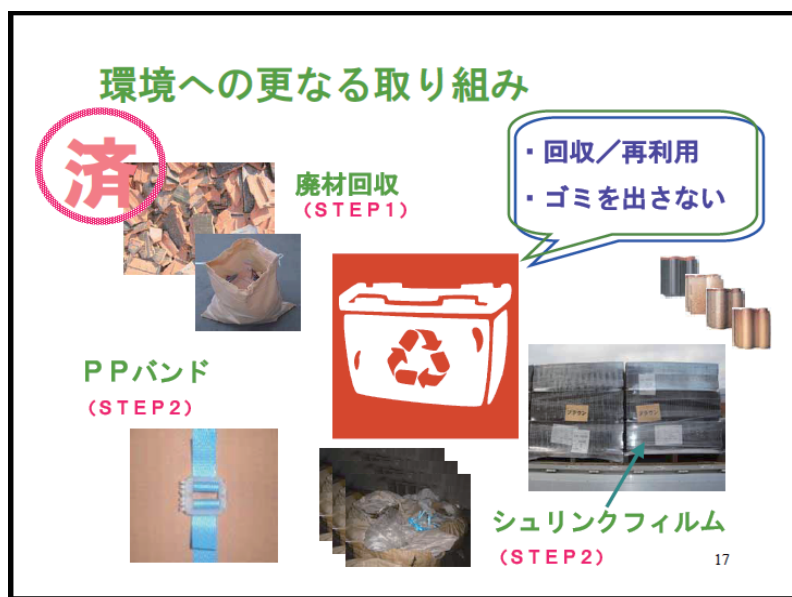 環境への更なる取り組み
済
・回収／再利用
・ゴミを出さない
廃材回収
（STEP1）
ＰＰバンド
（STEP2）
シュリンクフィルム
（STEP2）
17